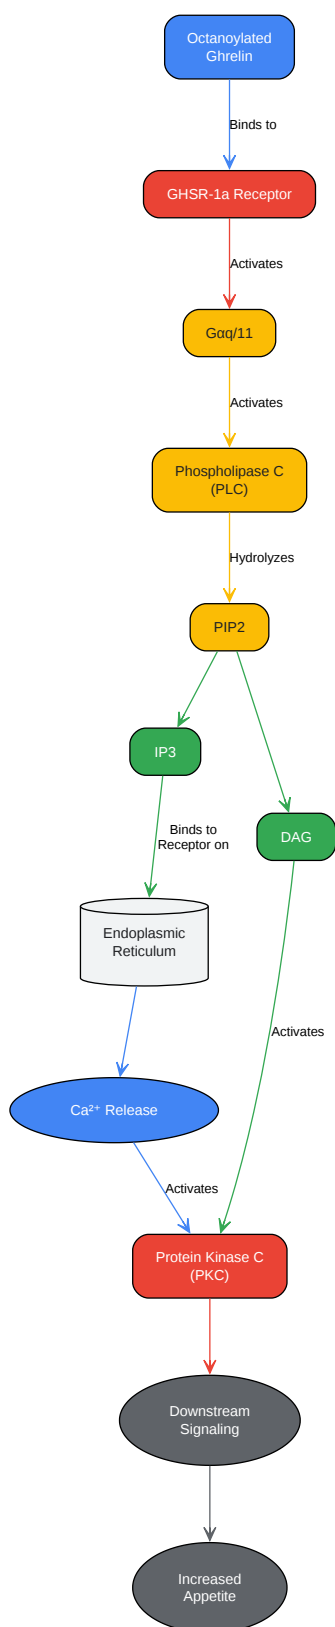 Octanoylated
Ghrelin
Binds to
GHSR-1a Receptor
Activates
Gαq/11
Activates
Phospholipase C
(PLC)
Hydrolyzes
PIP2
IP3
DAG
Binds to
Receptor on
Endoplasmic
Reticulum
Activates
Ca²⁺ Release
Activates
Protein Kinase C
(PKC)
Downstream
Signaling
Increased
Appetite